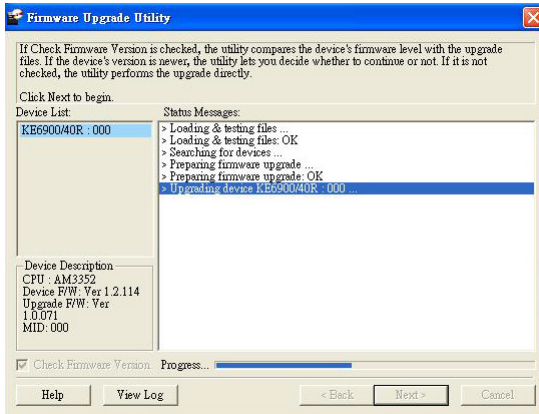 Firmware Upgrade Utility
If Check Firmware Version is checked, the utility compares the device's firmware level with the upgrade
files. If the device's version is newer, the utility lets you decide whether to continue or not. If it is not
checked, the utility performs the upgrade directly.
Click Next to begin.
Device List:
KE6900/40R : 000
Status Messages:
> Loading & testing files ...
> Loading & testing files: OK
> Searching for devices ...
> Preparing firmware upgrade ...
> Preparing firmware upgrade: OK
> Upgrading device KE6900/40R : 000 ...
Device Description
CPU : AM3352
Device F/W: Ver 1.2.114
Upgrade F/W: Ver
1.0.071
MID: 000
Check Firmware Version
Progress...
Help
View Log
< Back
Next >
Cancel